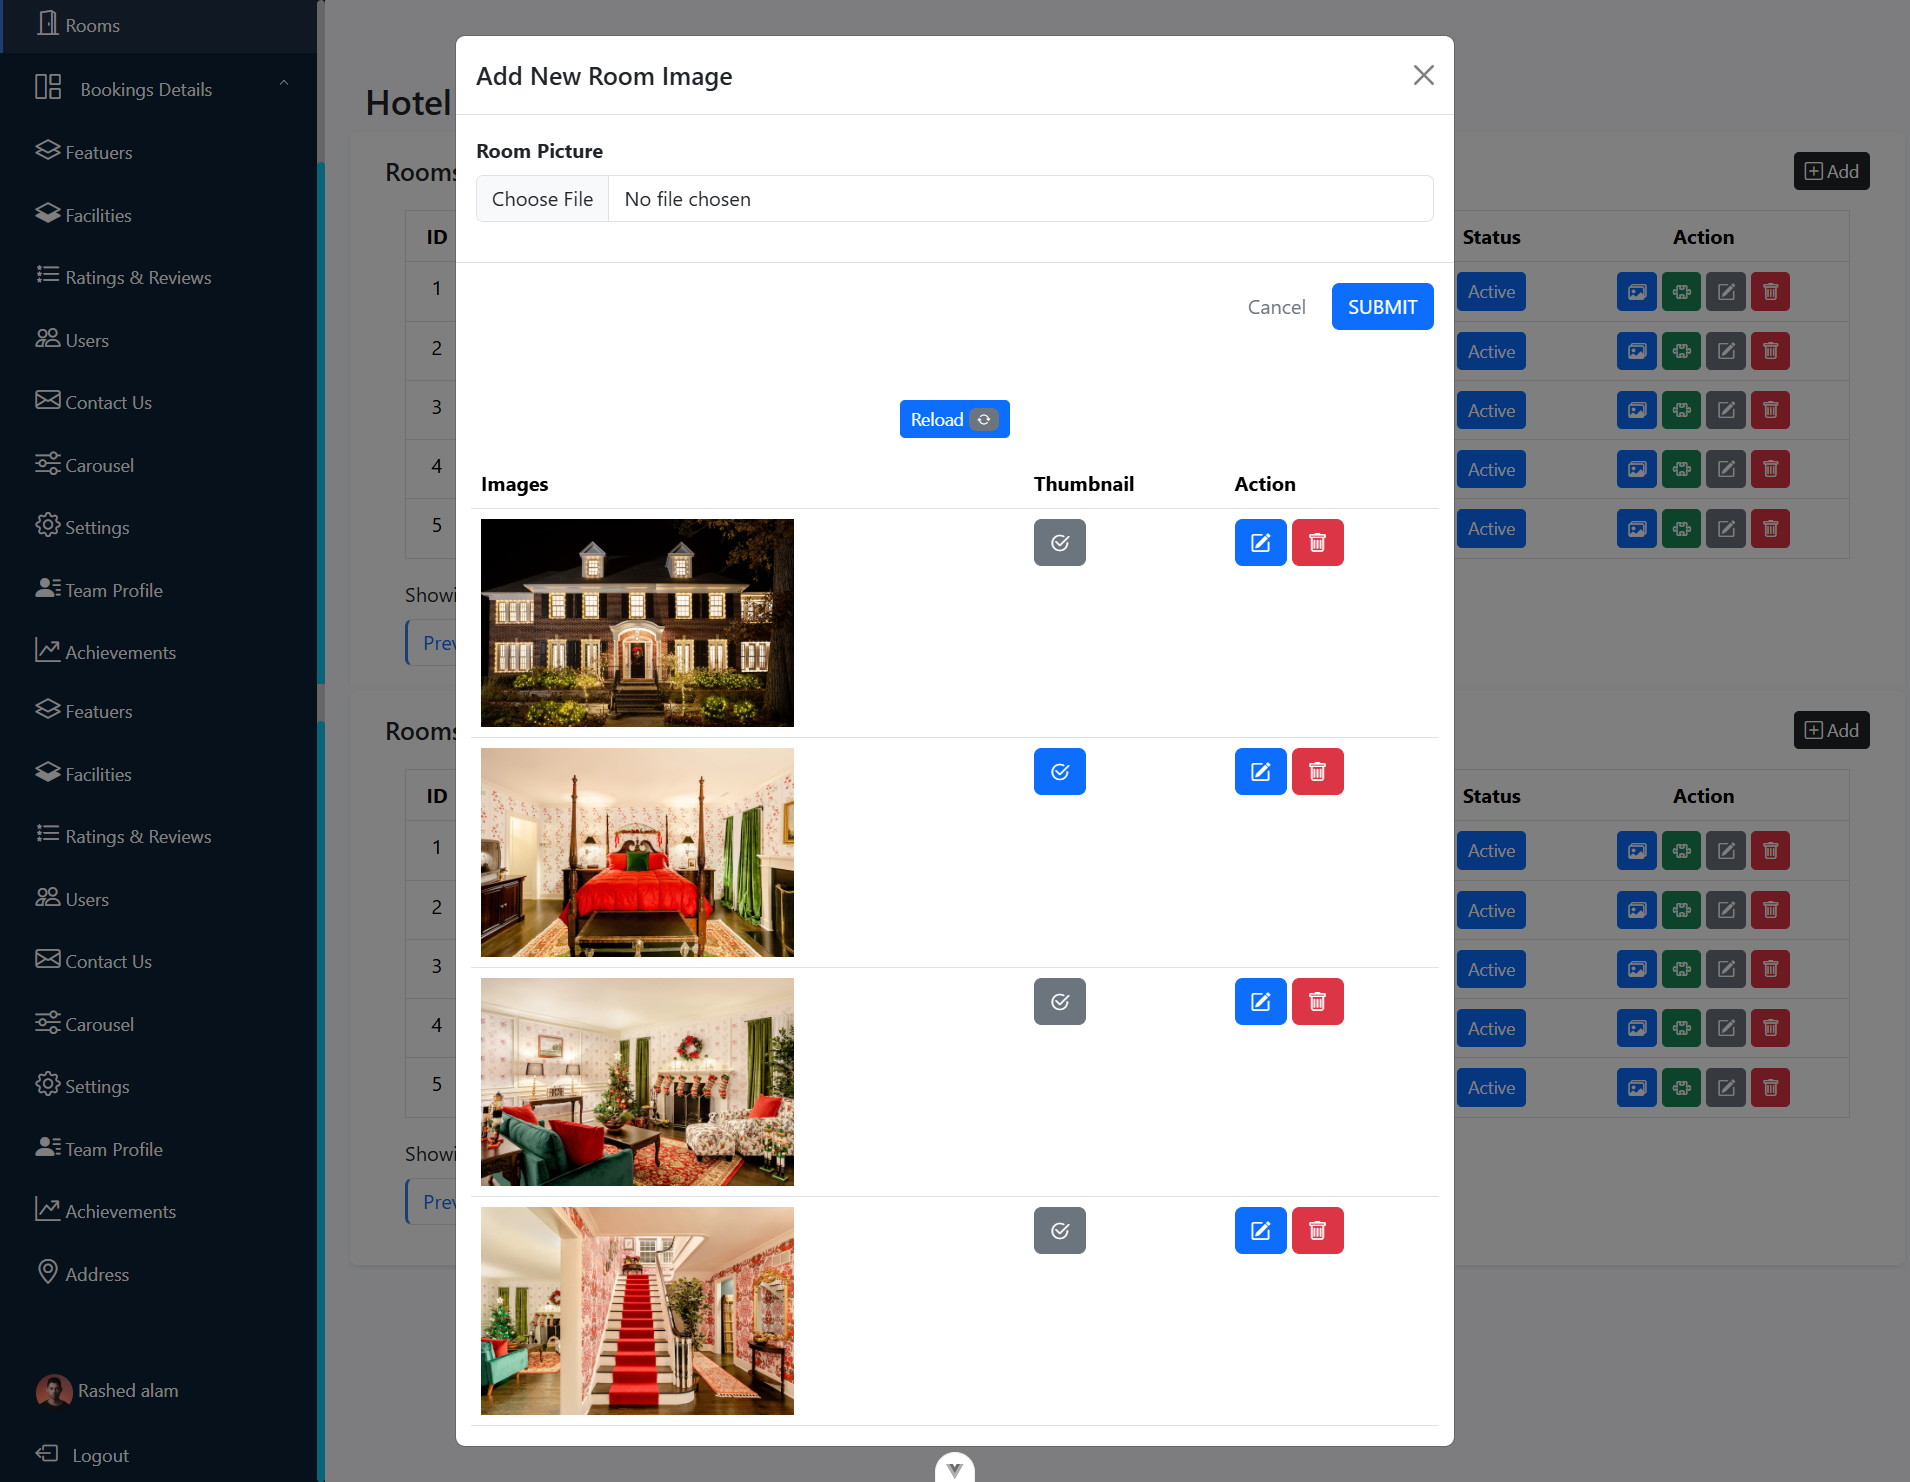 Rooms
Bookings Details
Featuers
Facilities
Ratings & Reviews
Users
Contact Us
Carousel
Settings
Team Profile
Achievements
Featuers
Facilities
Ratings & Reviews
Users
Contact Us
Carousel
Settings
Team Profile
Achievements
Address
Rashed alam
Logout
Hotel
Rooms
Add
ID
Status
Action
1
Active
2
Active
3
Active
4
Active
5
Active
Showi
Prev
Rooms
Add
ID
Status
Action
1
Active
2
Active
3
Active
4
Active
5
Active
Showi
Prev
Add New Room Image
Room Picture
Choose File No file chosen
Cancel SUBMIT
Reload
Images Thumbnail Action